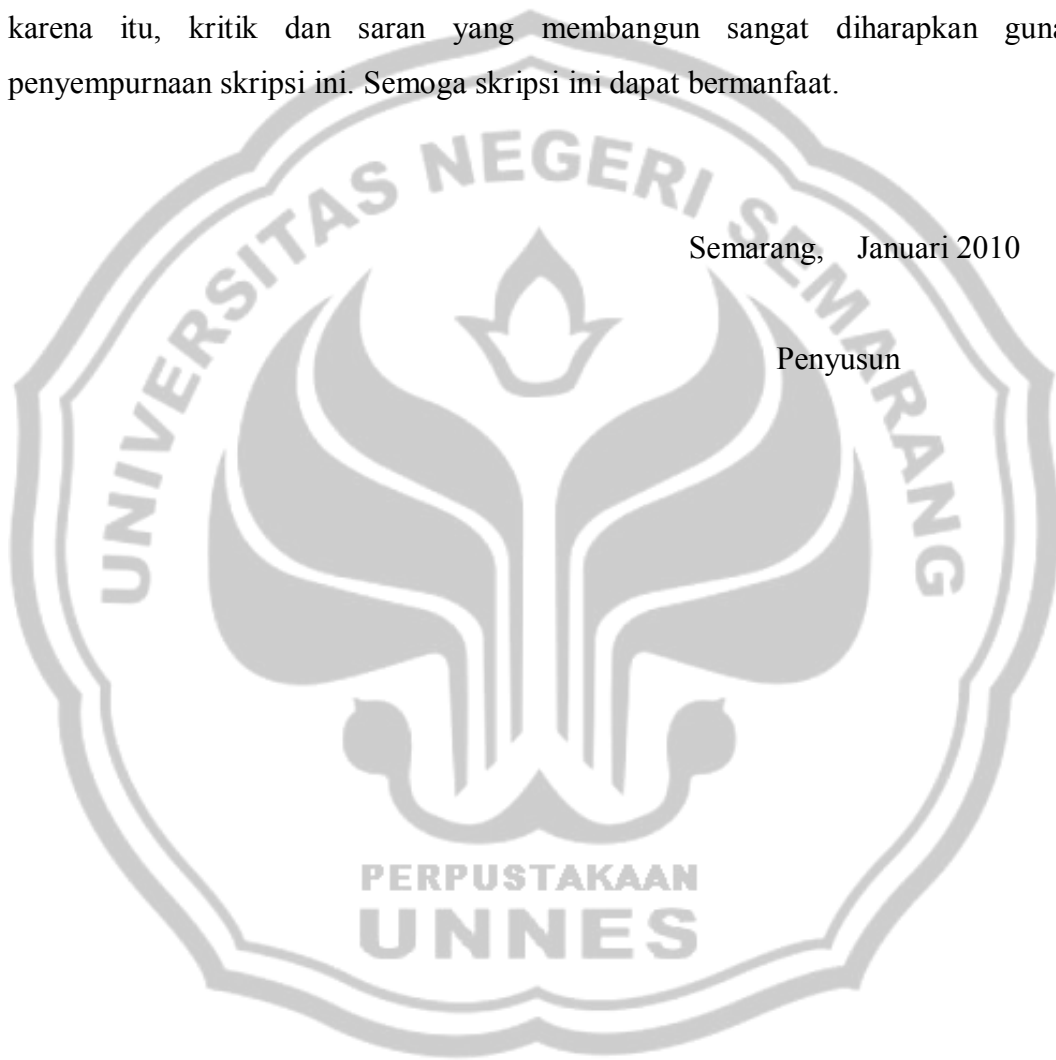 karena itu, kritik dan saran yang membangun sangat diharapkan guna
penyempurnaan skripsi ini. Semoga skripsi ini dapat bermanfaat.
UNIVERSITAS NEGERI SEMARANG
Semarang, Januari 2010
Penyusun
PERPUSTAKAAN
UNNES